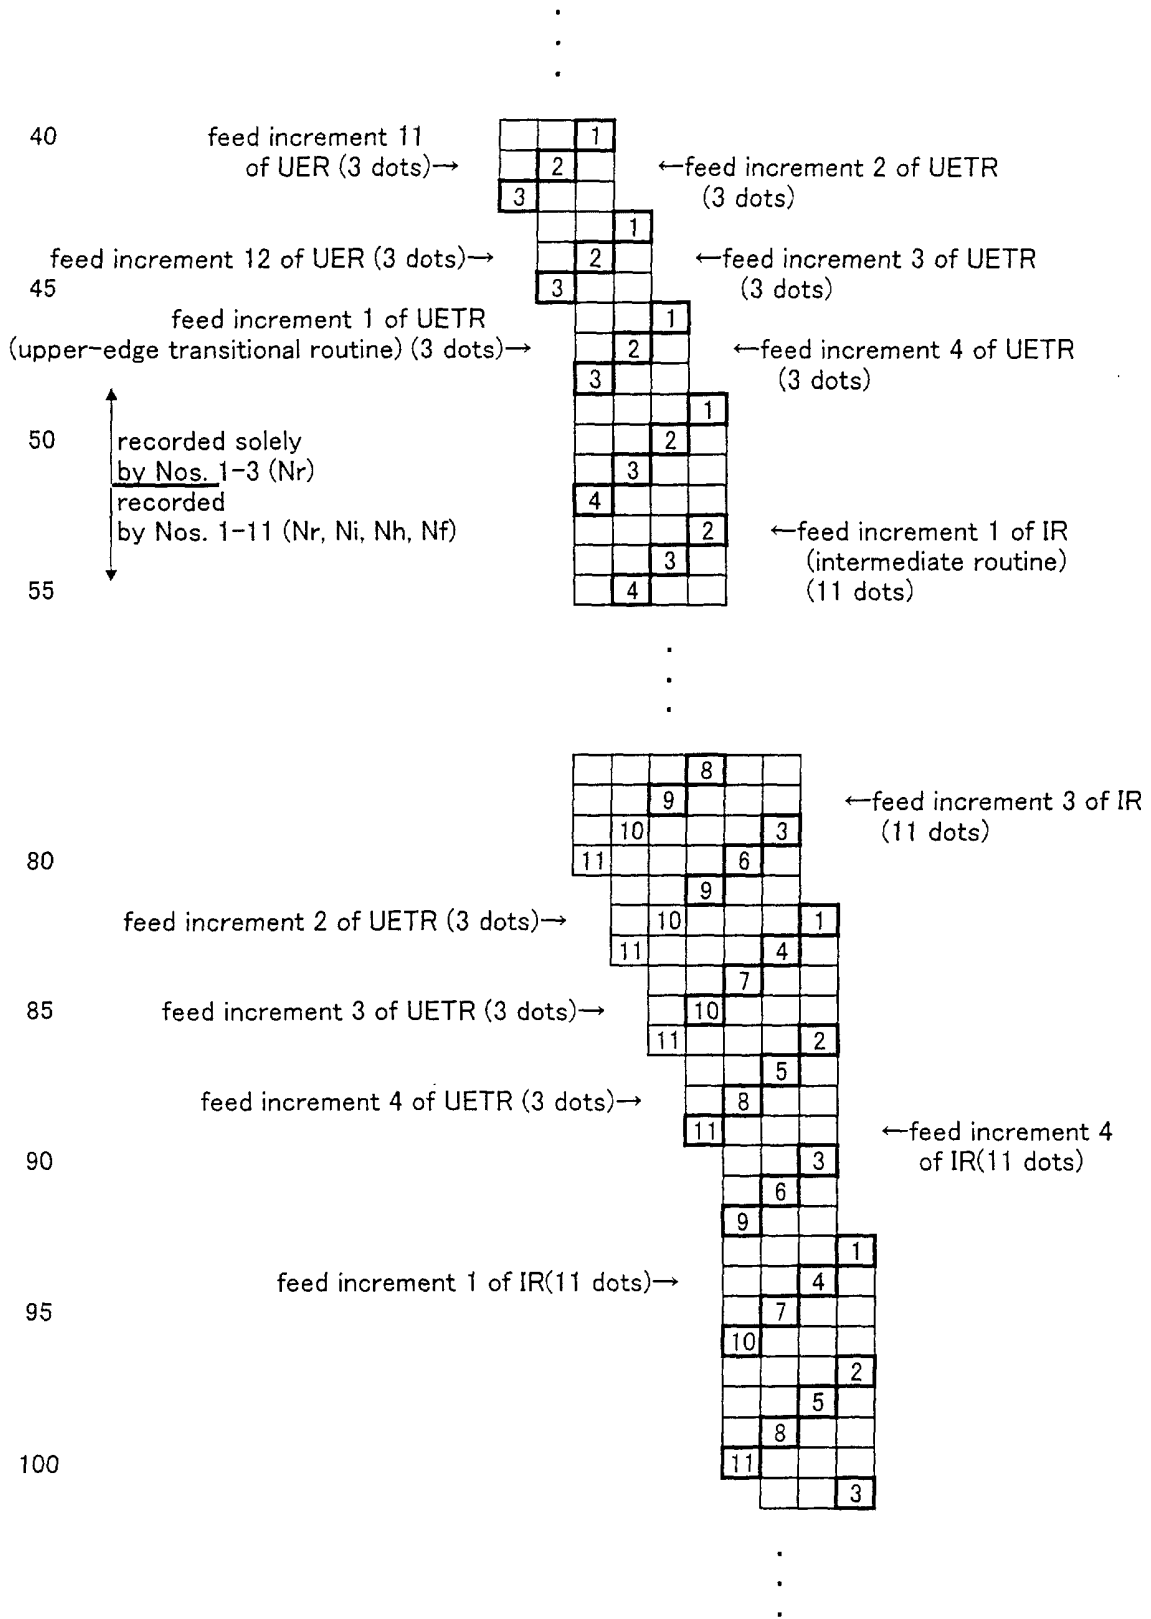 40 feed increment 11 1
of UER (3 dots)→ 2 ←feed increment 2 of UETR
3 (3 dots)
1
feed increment 12 of UER (3 dots)→ 2 ←feed increment 3 of UETR
45 3 (3 dots)
feed increment 1 of UETR 1
(upper-edge transitional routine) (3 dots)→ 2 ←feed increment 4 of UETR
3 (3 dots)
1
50 recorded solely 2
by Nos. 1-3 (Nr) 3
recorded 4
by Nos. 1-11 (Nr, Ni, Nh, Nf) 2 ←feed increment 1 of IR
3 (intermediate routine)
55 4 (11 dots)
8
9 ←feed increment 3 of IR
10 3 (11 dots)
80 11 6
9
feed increment 2 of UETR (3 dots)→ 10 1
11 4
7
85 feed increment 3 of UETR (3 dots)→ 10
11 2
5
feed increment 4 of UETR (3 dots)→ 8
11 ←feed increment 4
90 3 of IR(11 dots)
6
9
1
feed increment 1 of IR(11 dots)→ 4
95 7
10
2
5
8
100 11
3